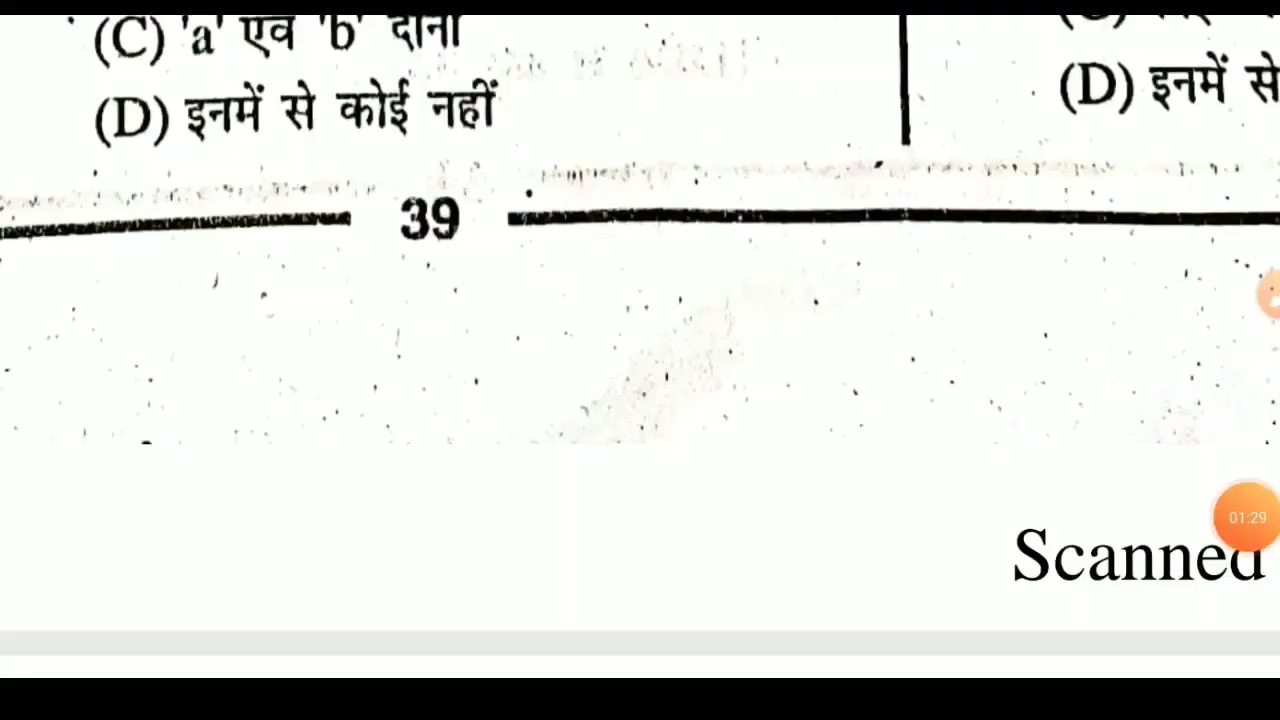 (C) 'a' एवं 'b' दोनों
(D) इनमें से कोई नहीं
(D) इनमें से
39
01:29
Scanned